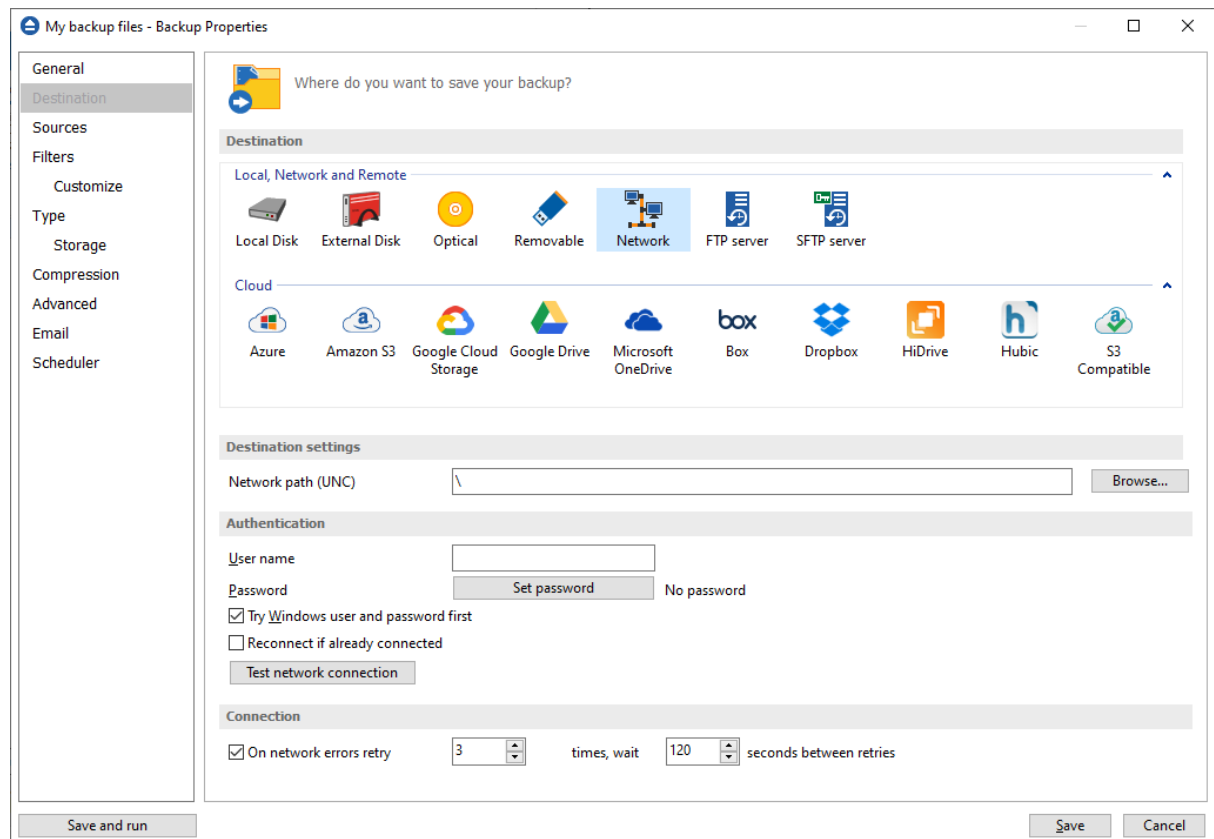 My backup files - Backup Properties
General
Destination
Sources
Filters
Customize
Type
Storage
Compression
Advanced
Email
Scheduler
Where do you want to save your backup?
Destination
Local, Network and Remote
Local Disk External Disk Optical Removable Network FTP server SFTP server
Cloud
box
Azure Amazon S3 Google Cloud Google Drive Microsoft Box Dropbox HiDrive Hubic S3
Storage OneDrive Compatible
Destination settings
Network path (UNC) \ Browse...
Authentication
User name
Password Set password No password
Try Windows user and password first
Reconnect if already connected
Test network connection
Connection
On network errors retry 3 times, wait 120 seconds between retries
Save and run Save Cancel